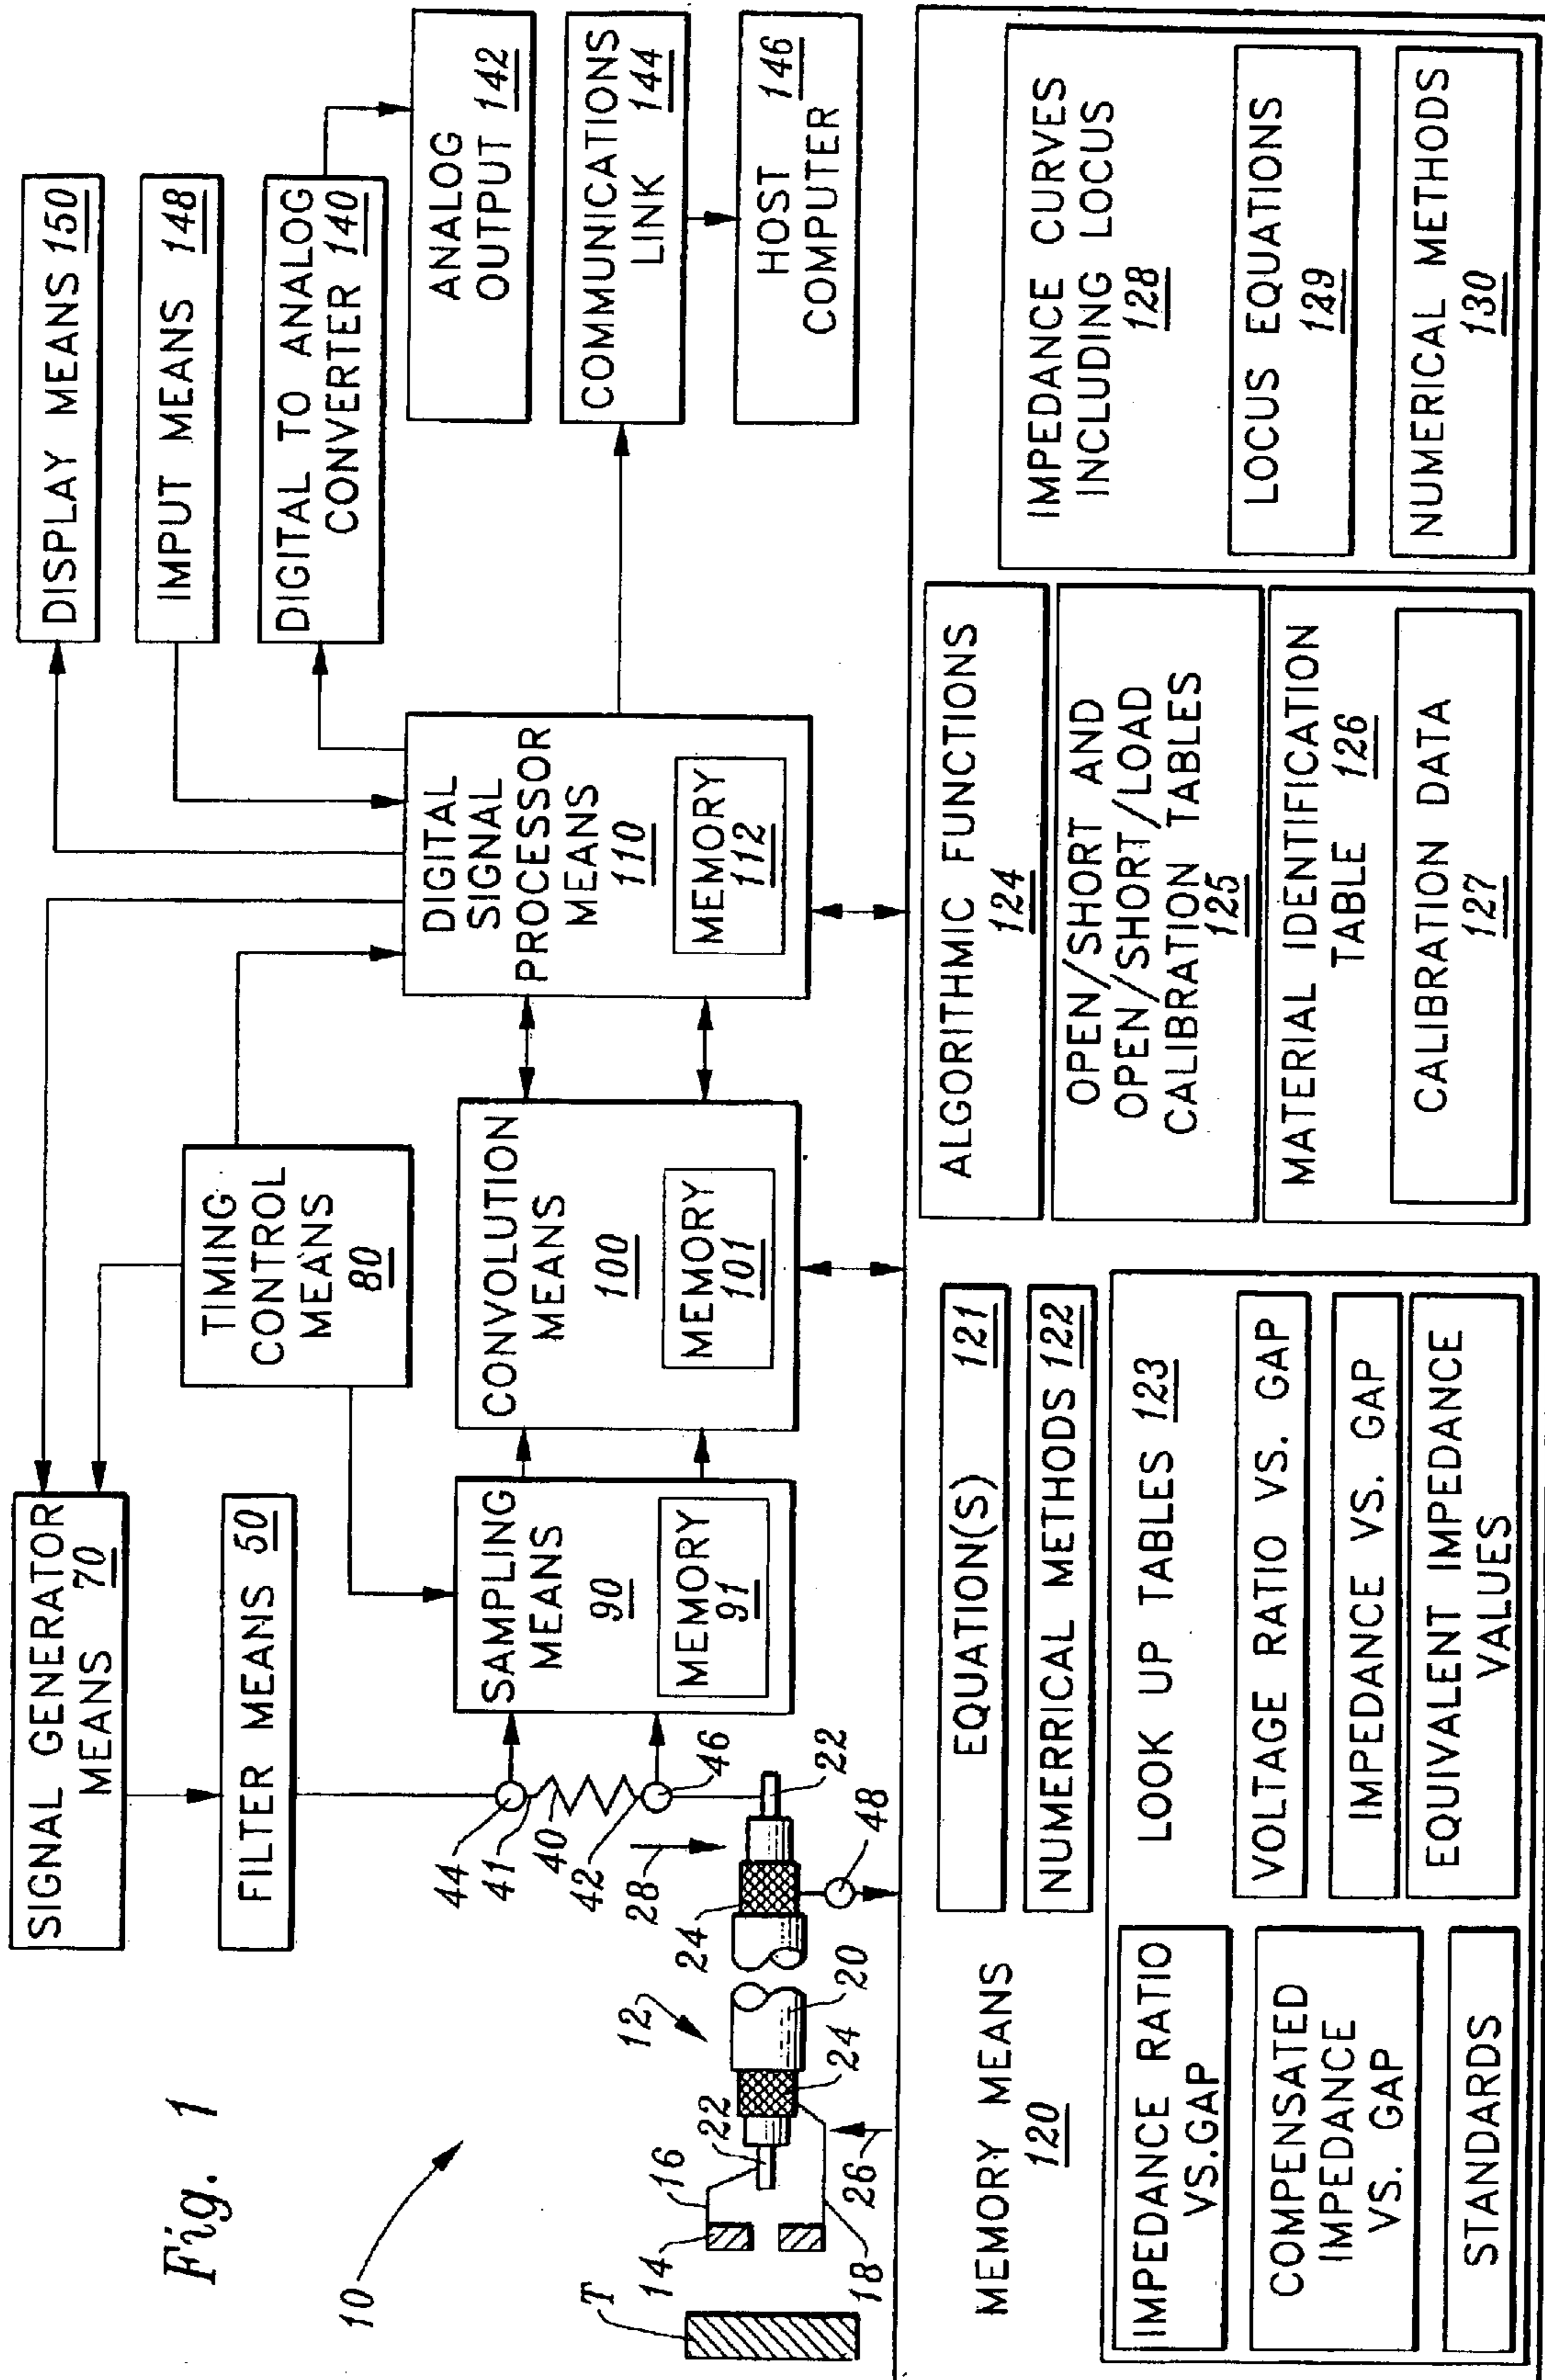 Fig. 1
10
SIGNAL GENERATOR
MEANS 70
FILTER MEANS 50
TIMING
CONTROL
MEANS
80
DISPLAY MEANS 150
IMPUT MEANS 148
DIGITAL TO ANALOG
CONVERTER 140
ANALOG
OUTPUT 142
COMMUNICATIONS
LINK 144
HOST 146
COMPUTER
DIGITAL
SIGNAL
PROCESSOR
MEANS
110
MEMORY
112
CONVOLUTION
MEANS
100
MEMORY
101
SAMPLING
MEANS
90
MEMORY
91
44
41
40
42
46
28
22
24
48
12
20
24
22
16
14
26
18
T
MEMORY MEANS
120
EQUATION(S) 121
NUMERRICAL METHODS 122
LOOK UP TABLES 123
IMPEDANCE RATIO
VS.GAP
VOLTAGE RATIO VS. GAP
COMPENSATED
IMPEDANCE
VS. GAP
IMPEDANCE VS. GAP
STANDARDS
EQUIVALENT IMPEDANCE
VALUES
ALGORITHMIC FUNCTIONS
124
OPEN/SHORT AND
OPEN/SHORT/LOAD
CALIBRATION TABLES
125
MATERIAL IDENTIFICATION
TABLE 126
CALIBRATION DATA
127
IMPEDANCE CURVES
INCLUDING LOCUS
128
LOCUS EQUATIONS
129
NUMERICAL METHODS
130